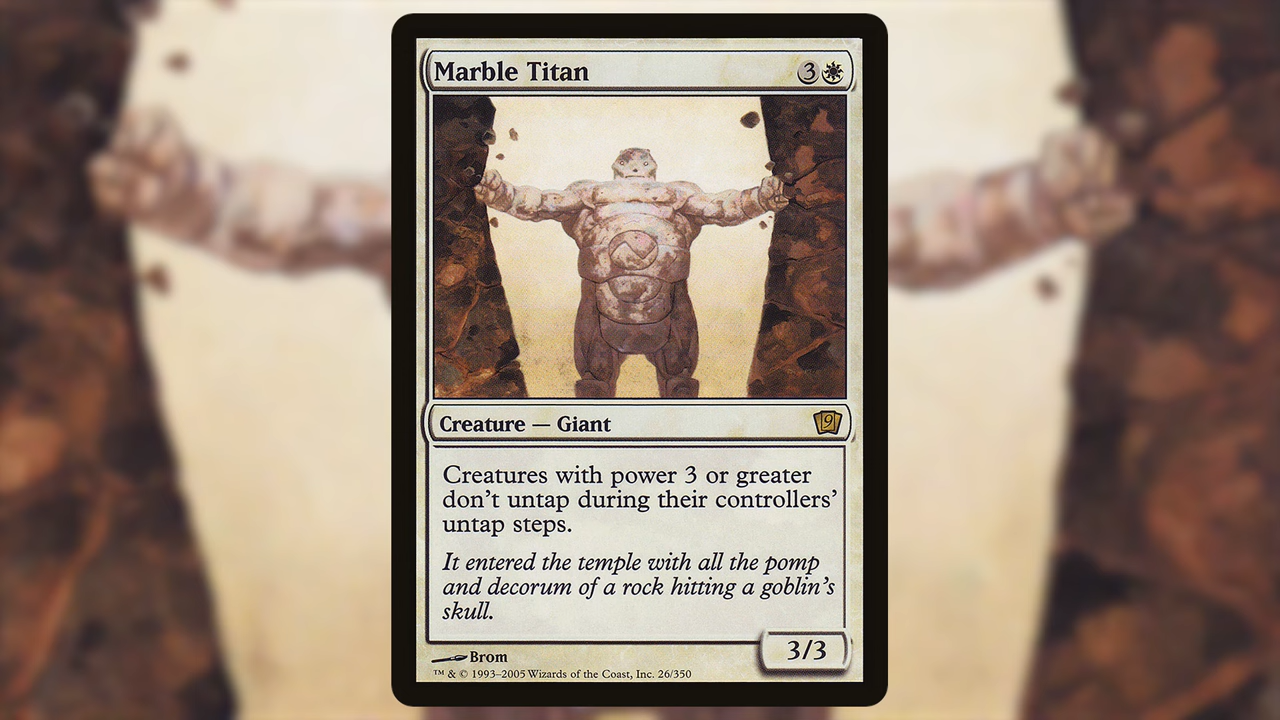 Marble Titan 3
Creature — Giant 9
Creatures with power 3 or greater
don't untap during their controllers'
untap steps.
It entered the temple with all the pomp
and decorum of a rock hitting a goblin's
skull.
3/3
Brom
™ & © 1993–2005 Wizards of the Coast, Inc. 26/350